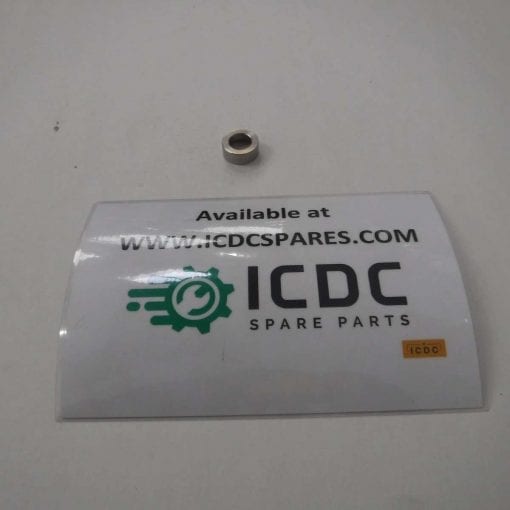 Available at
WWW.ICDCSPARES.COM
ICDC
SPARE PARTS
ICDC